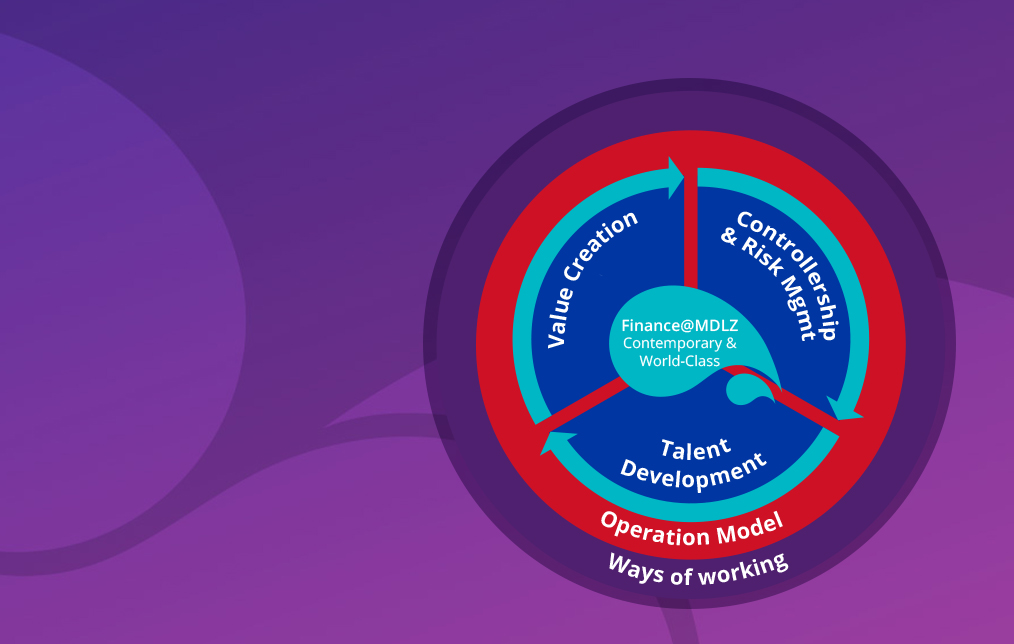 Value Creation
Controllership
& Risk Mgmt
Finance@MDLZ
Contemporary &
World-Class
Talent
Development
Operation Model
Ways of working